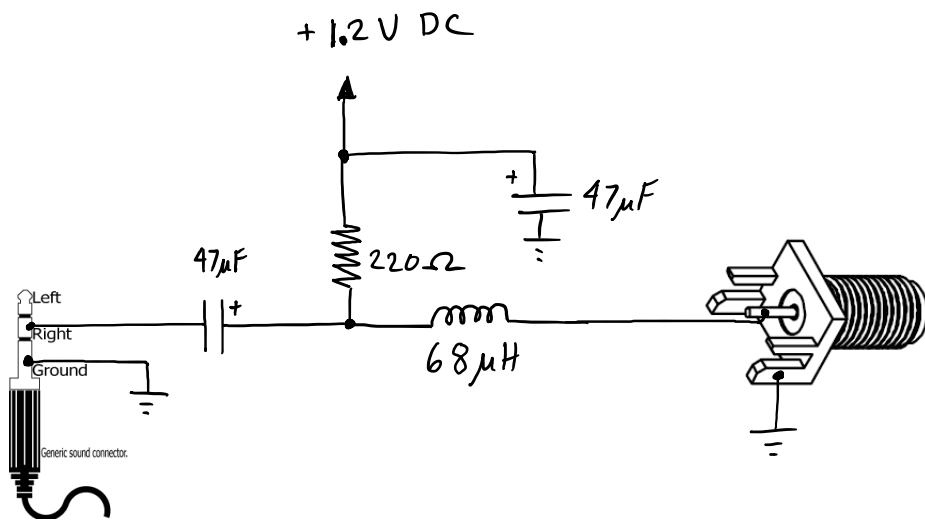 +1.2V DC
+ 47μF
220Ω
47μF
+
Left
Right
Ground
68μH
Generic sound connector.